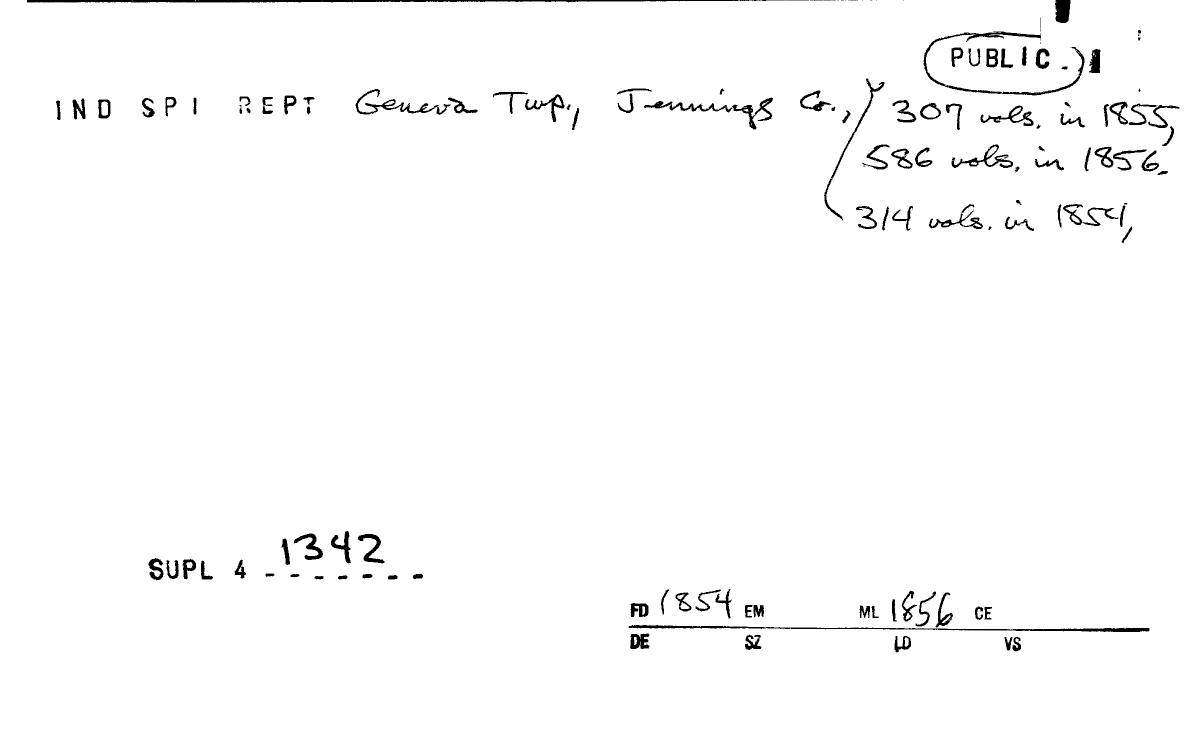 PUBLIC.
IND SPI REPT Geneva Twp., Jennings Co., 307 vols. in 1855,
586 vols. in 1856.
314 vols. in 1854,
SUPL 4 1342
FD 1854 EM ML 1856 CE
DE SZ LD VS